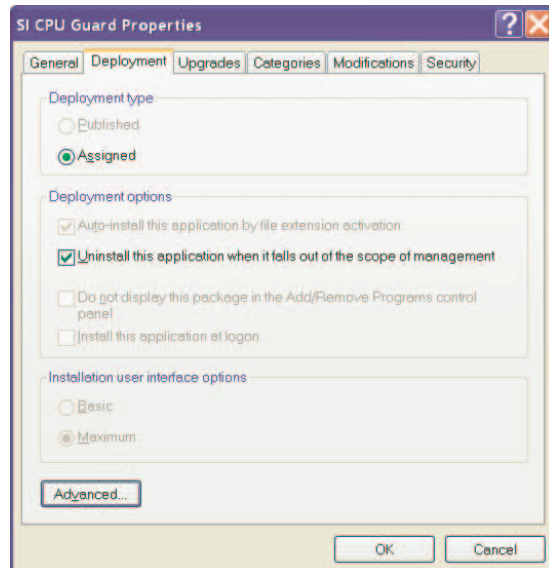 SI CPU Guard Properties
General Deployment Upgrades Categories Modifications Security
Deployment type
Published
Assigned
Deployment options
Auto-install this application by file extension activation
Uninstall this application when it falls out of the scope of management
Do not display this package in the Add/Remove Programs control
panel
Install this application at logon
Installation user interface options
Basic
Maximum
Advanced...
OK Cancel